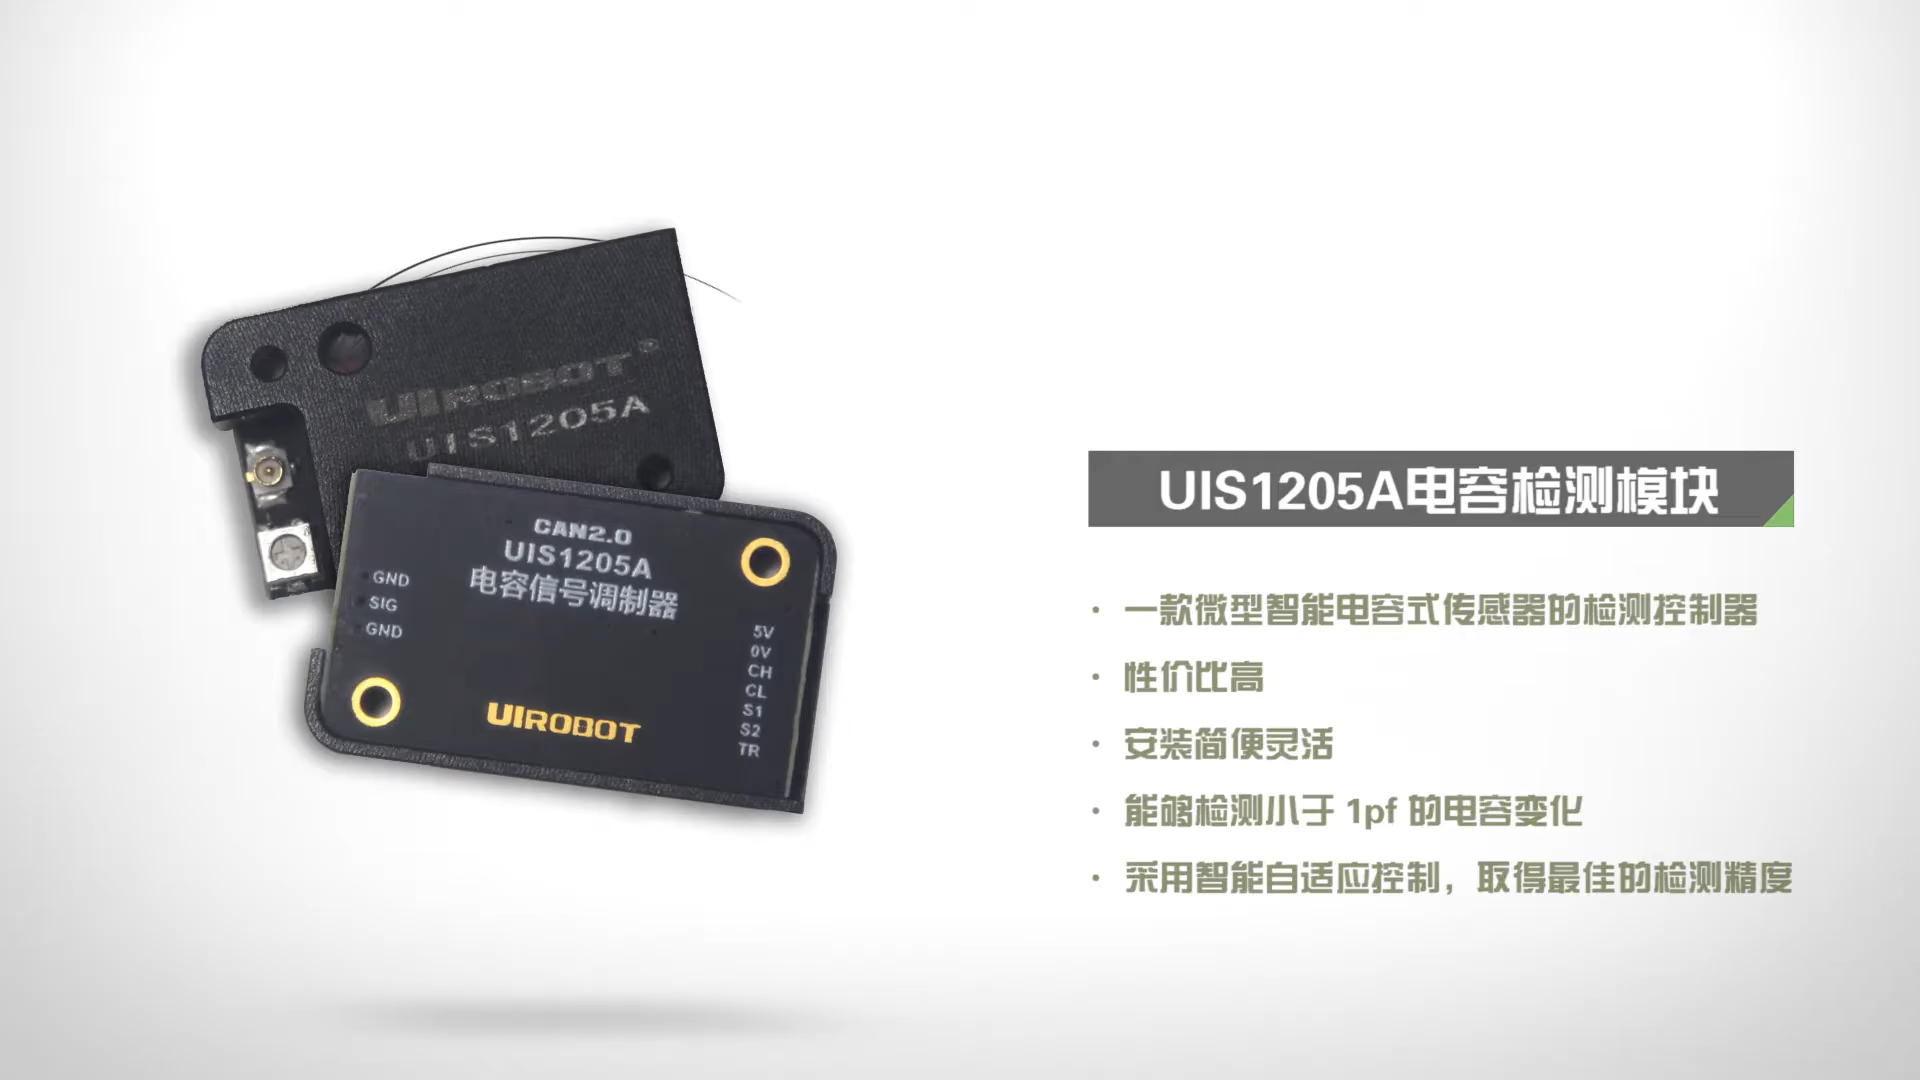 UIROBOT®
UIS1205A
CAN2.0
UIS1205A
电容信号调制器
GND
SIG
GND
5V
0V
CH
CL
S1
S2
TR
UIROBOT
UIS1205A电容检测模块
· 一款微型智能电容式传感器的检测控制器
· 性价比高
· 安装简便灵活
· 能够检测小于 1pf 的电容变化
· 采用智能自适应控制，取得最佳的检测精度